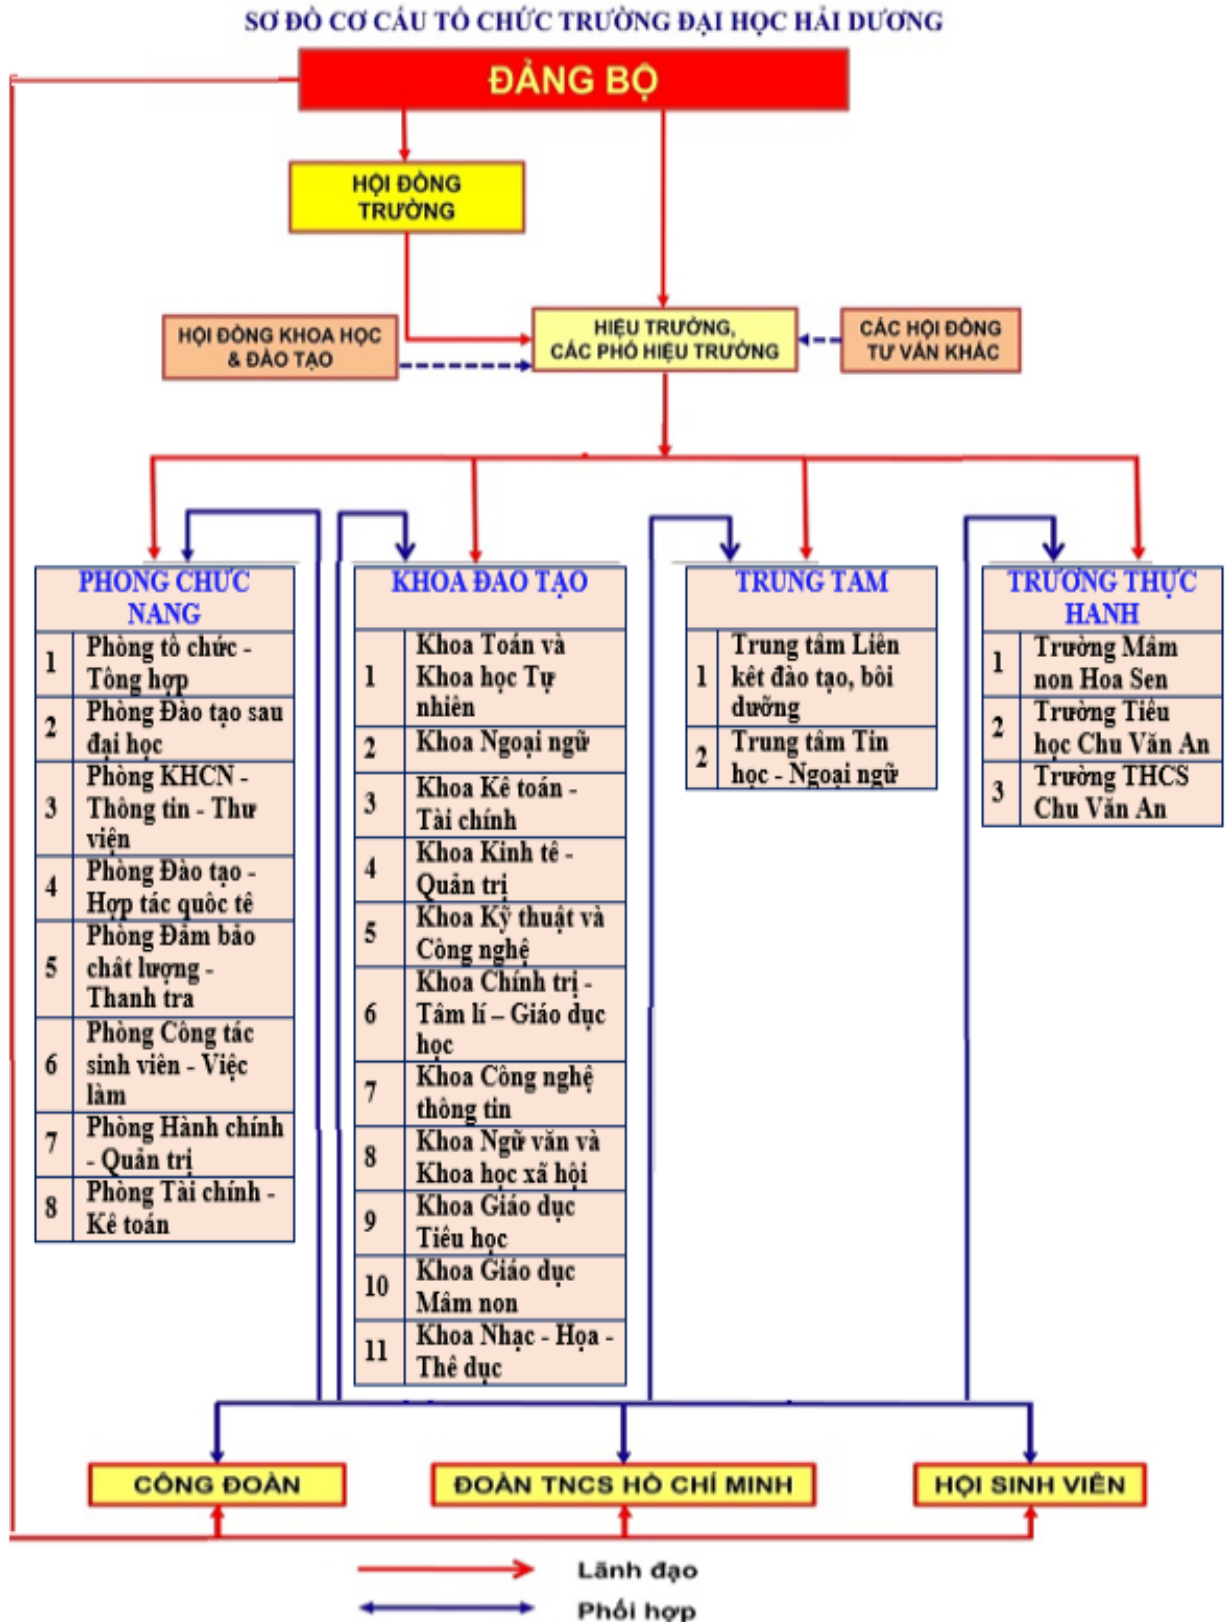 SƠ ĐỒ CƠ CẤU TỔ CHỨC TRƯỜNG ĐẠI HỌC HẢI DƯƠNG
ĐẢNG BỘ
HỘI ĐỒNG
TRƯỜNG
HỘI ĐỒNG KHOA HỌC
& ĐÀO TẠO
HIỆU TRƯỞNG,
CÁC PHÓ HIỆU TRƯỞNG
CÁC HỘI ĐỒNG
TƯ VẤN KHÁC
PHÒNG CHỨC
NĂNG
1 Phòng tổ chức -
Tổng hợp
2 Phòng Đào tạo sau
đại học
3 Phòng KHCN -
Thông tin - Thư
viện
4 Phòng Đào tạo -
Hợp tác quốc tế
5 Phòng Đảm bảo
chất lượng -
Thanh tra
6 Phòng Công tác
sinh viên - Việc
làm
7 Phòng Hành chính
- Quản trị
8 Phòng Tài chính -
Kế toán
KHOA ĐÀO TẠO
1 Khoa Toán và
Khoa học Tự
nhiên
2 Khoa Ngoại ngữ
3 Khoa Kế toán -
Tài chính
4 Khoa Kinh tế -
Quản trị
5 Khoa Kỹ thuật và
Công nghệ
6 Khoa Chính trị -
Tâm lí – Giáo dục
học
7 Khoa Công nghệ
thông tin
8 Khoa Ngữ văn và
Khoa học xã hội
9 Khoa Giáo dục
Tiểu học
10 Khoa Giáo dục
Mầm non
11 Khoa Nhạc - Họa -
Thể dục
TRUNG TÂM
1 Trung tâm Liên
kết đào tạo, bồi
dưỡng
2 Trung tâm Tin
học - Ngoại ngữ
TRƯỜNG THỰC
HÀNH
1 Trường Mầm
non Hoa Sen
2 Trường Tiểu
học Chu Văn An
3 Trường THCS
Chu Văn An
CÔNG ĐOÀN
ĐOÀN TNCS HỒ CHÍ MINH
HỘI SINH VIÊN
Lãnh đạo
Phối hợp